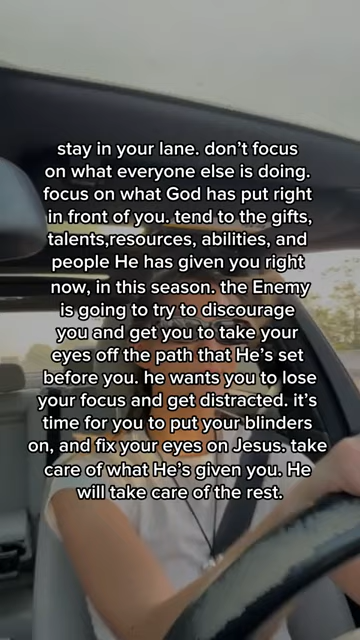 stay in your lane. don't focus
on what everyone else is doing.
focus on what God has put right
in front of you. tend to the gifts,
talents,resources, abilities, and
people He has given you right
now, in this season. the Enemy
is going to try to discourage
you and get you to take your
eyes off the path that He's set
before you. he wants you to lose
your focus and get distracted. it's
time for you to put your blinders
on, and fix your eyes on Jesus. take
care of what He's given you. He
will take care of the rest.